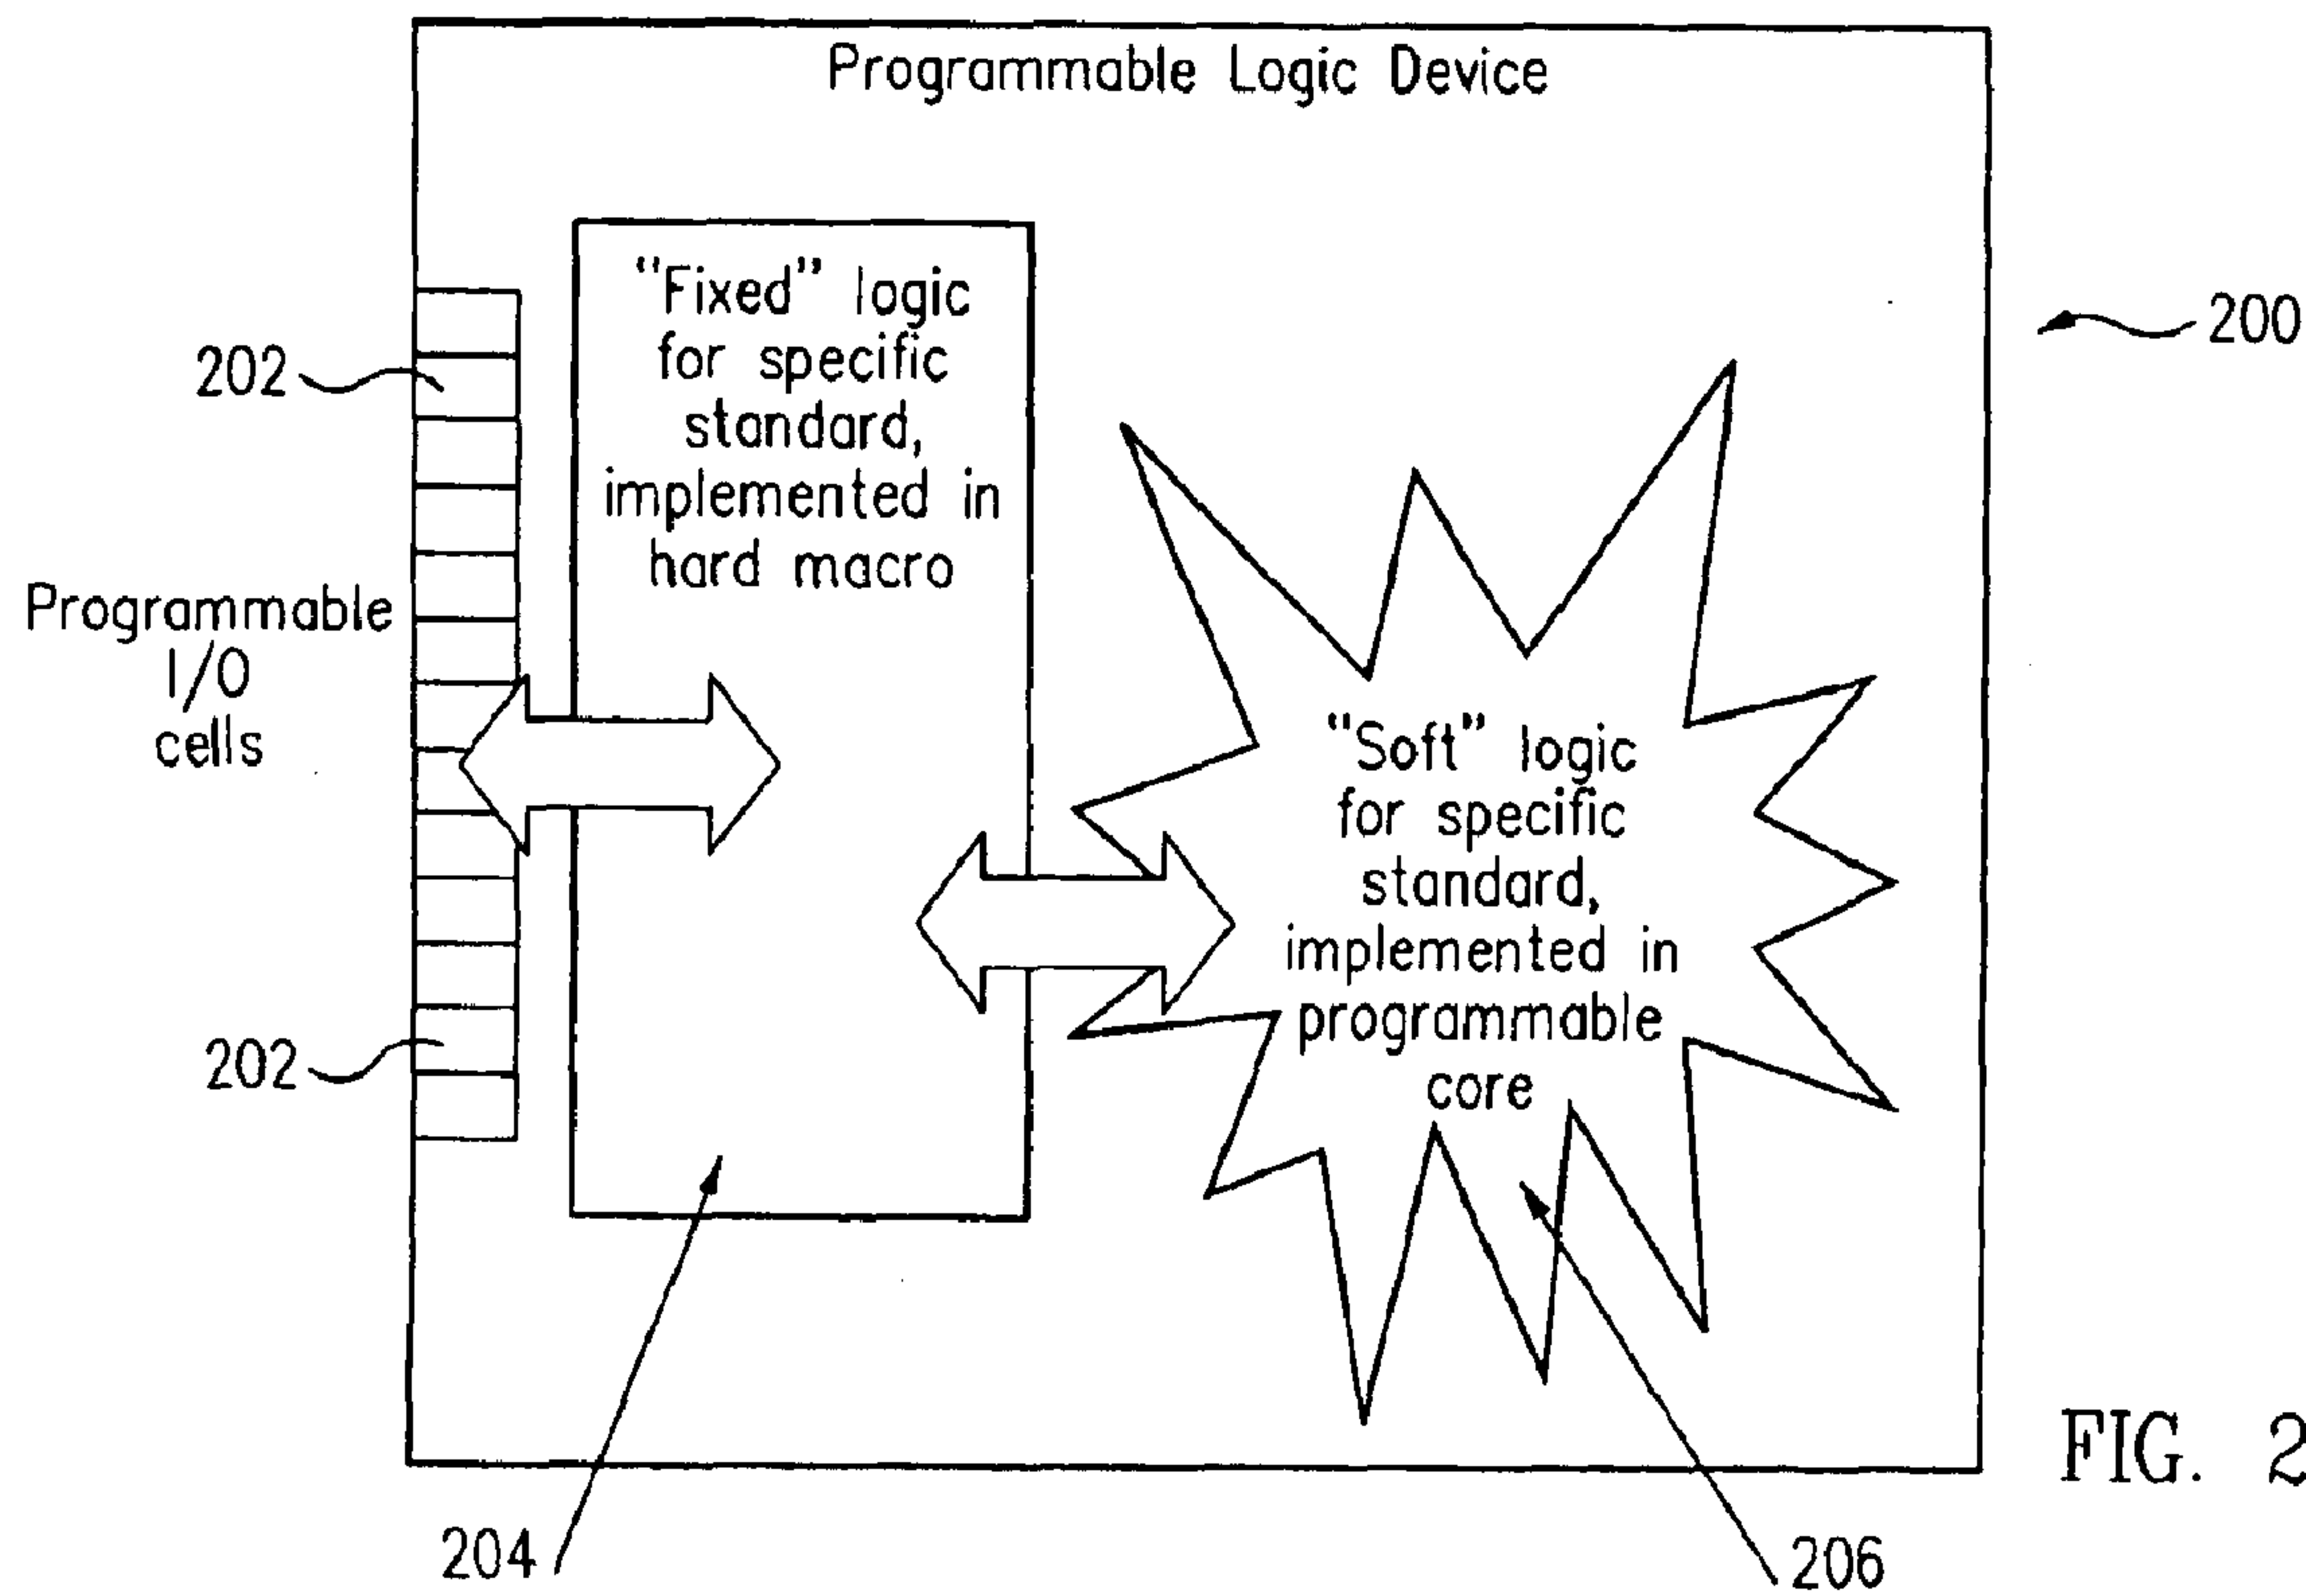 Programmable Logic Device
"Fixed" logic
for specific
standard,
implemented in
hard macro
200
202
Programmable
I/O
cells
"Soft" logic
for specific
standard,
implemented in
programmable
core
202
FIG. 2
204
206